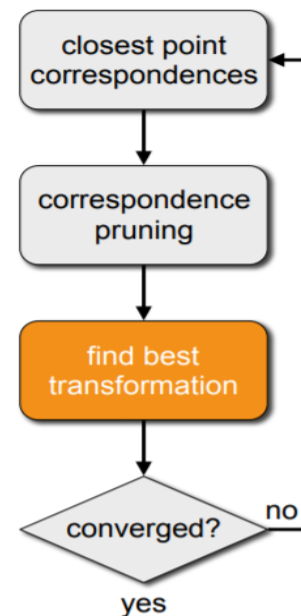 closest point
correspondences
correspondence
pruning
find best
transformation
converged?
no
yes